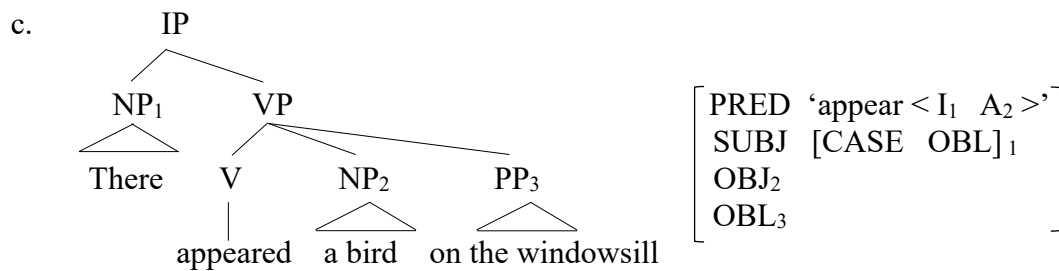 c. IP
NP₁ VP
There V NP₂ PP₃
appeared a bird on the windowsill
PRED ‘appear < I₁ A₂ >’
SUBJ [CASE OBL] ₁
OBJ₂
OBL₃